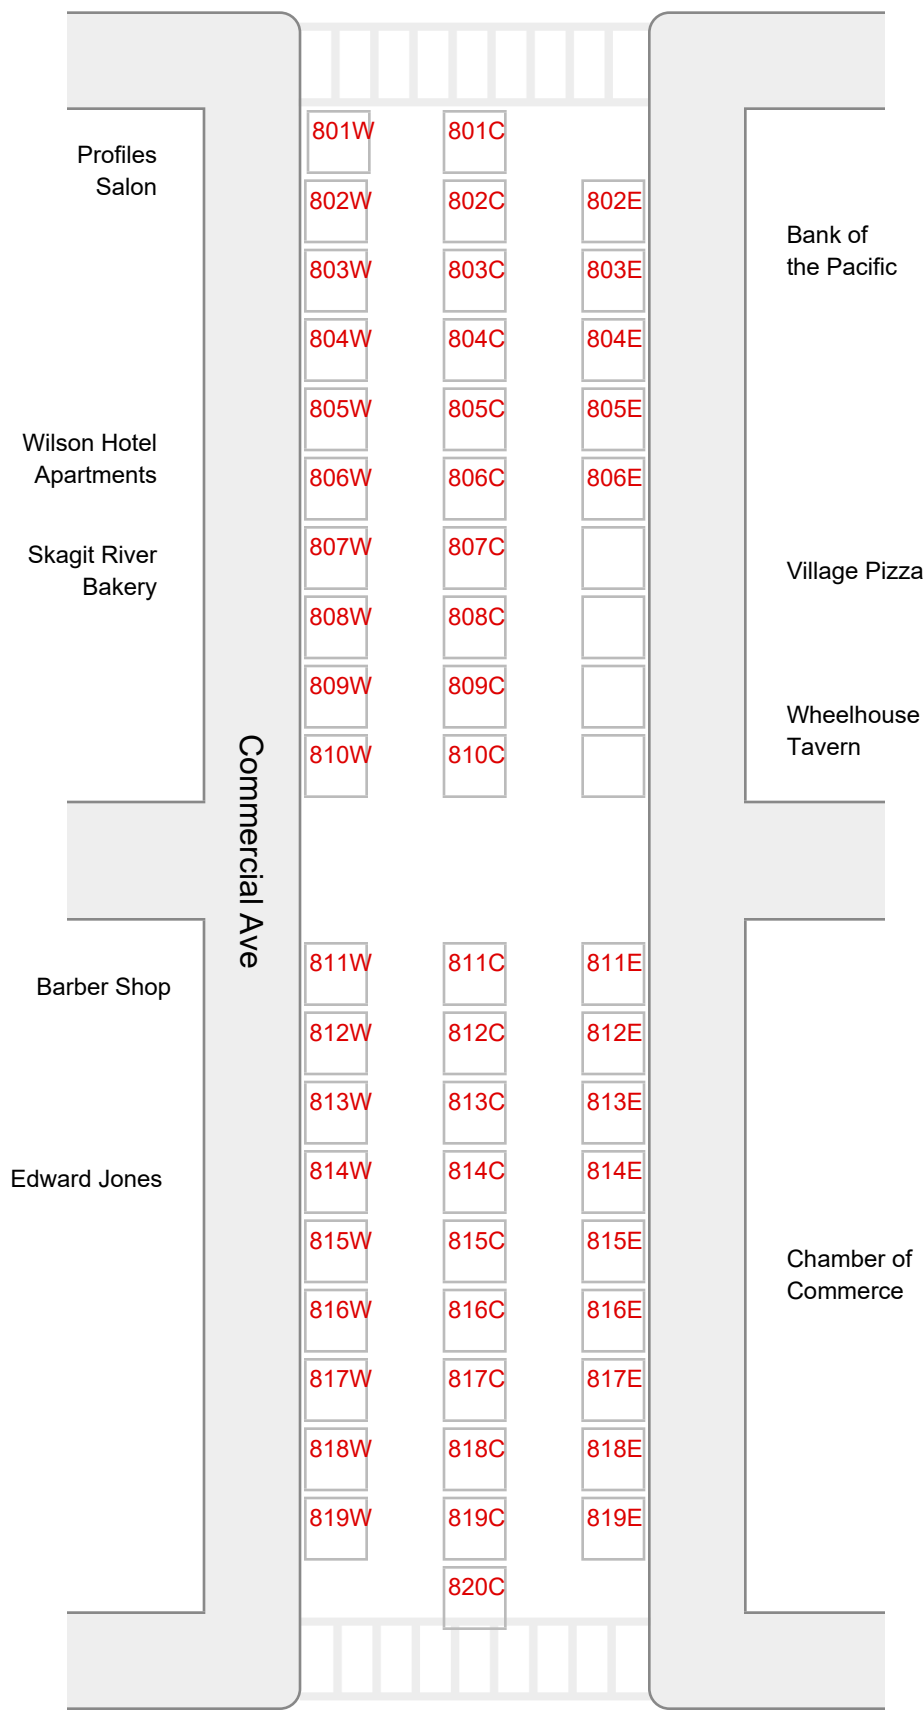 801W 801C
Profiles
Salon
802W 802C 802E
Bank of
the Pacific
803W 803C 803E
804W 804C 804E
805W 805C 805E
Wilson Hotel
Apartments
806W 806C 806E
807W 807C
Skagit River
Bakery
Village Pizza
808W 808C
809W 809C
Wheelhouse
Tavern
810W 810C
Commercial Ave
811W 811C 811E
Barber Shop
812W 812C 812E
813W 813C 813E
814W 814C 814E
Edward Jones
815W 815C 815E
Chamber of
Commerce
816W 816C 816E
817W 817C 817E
818W 818C 818E
819W 819C 819E
820C